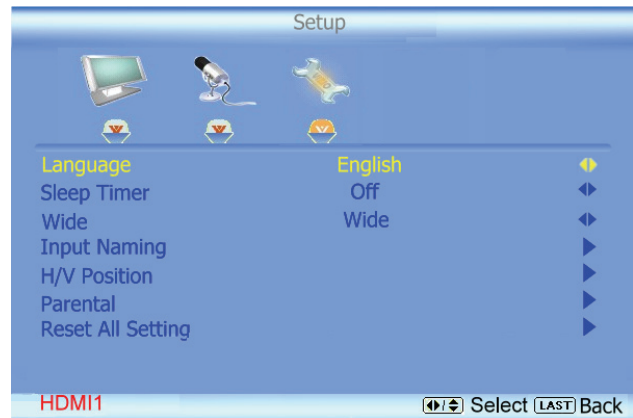 Setup
Language English
Sleep Timer Off
Wide Wide
Input Naming
H/V Position
Parental
Reset All Setting
HDMI1 Select LAST Back